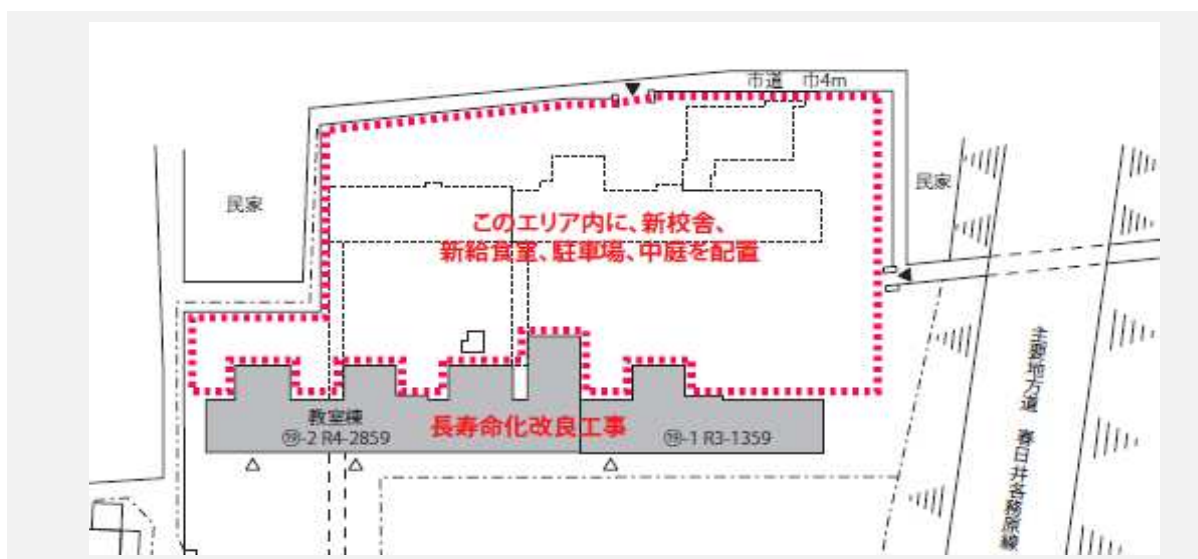 市道　巾4m
民家
民家
このエリア内に、新校舎、
新給食室、駐車場、中庭を配置
主要地方道　春日井各務原線
教室棟
⑲-2 R4-2859
長寿命化改良工事
⑲-1 R3-1359